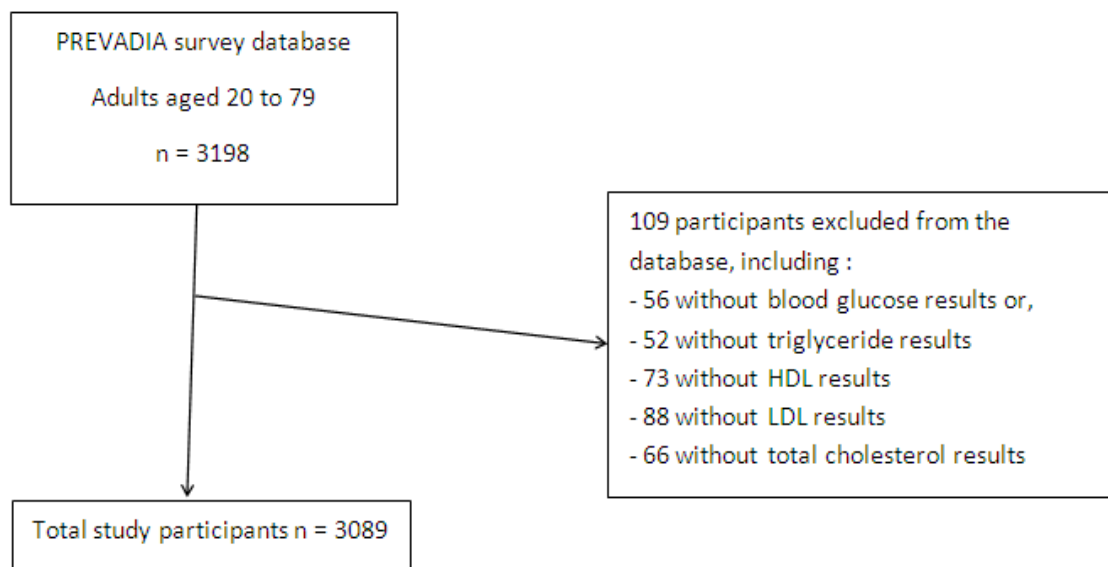 PREVADIA survey database
Adults aged 20 to 79
n = 3198
109 participants excluded from the
database, including :
- 56 without blood glucose results or,
- 52 without triglyceride results
- 73 without HDL results
- 88 without LDL results
- 66 without total cholesterol results
Total study participants n = 3089